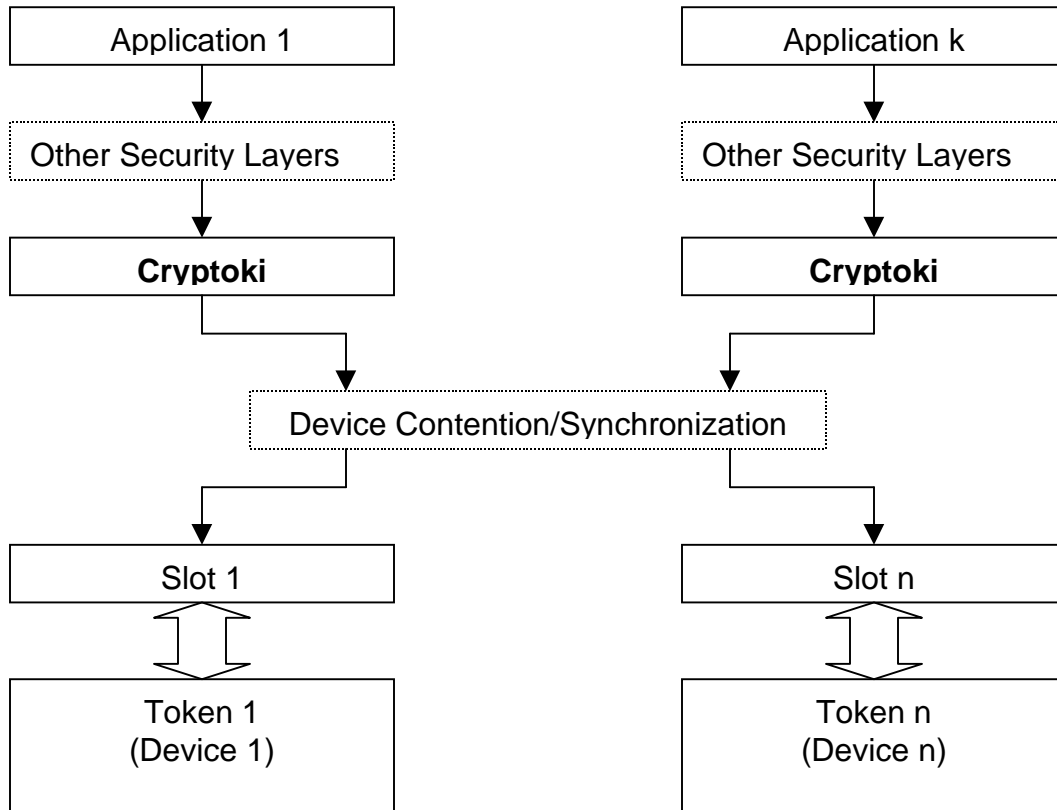 Application 1
Application k
Other Security Layers
Other Security Layers
Cryptoki
Cryptoki
Device Contention/Synchronization
Slot 1
Slot n
Token 1
(Device 1)
Token n
(Device n)